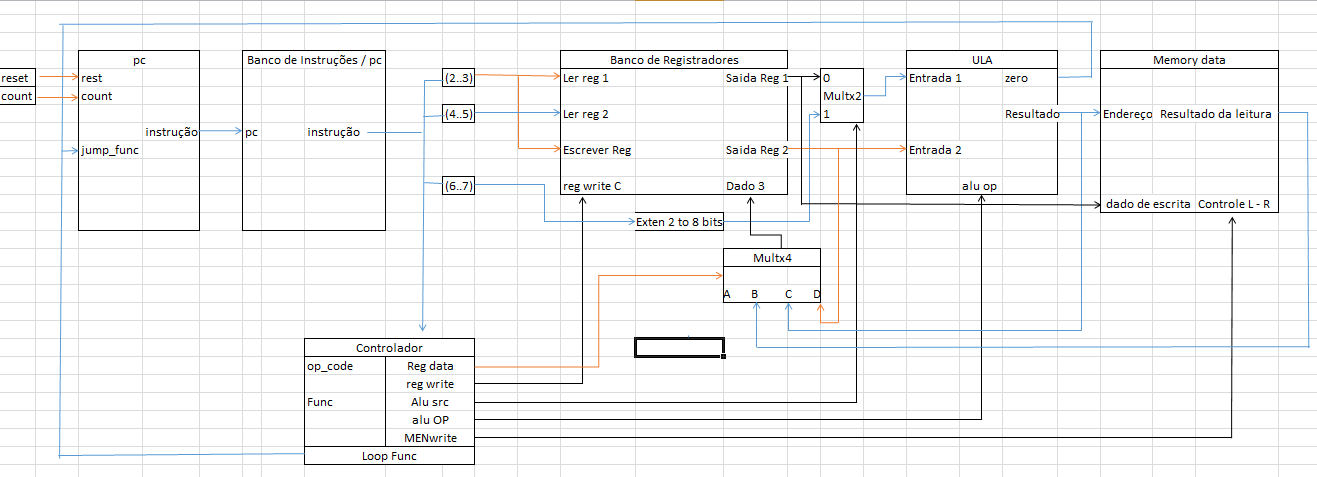 pc
Banco de Instruções / pc
Banco de Registradores
ULA
Memory data
reset
rest
(2..3)
Ler reg 1
Saida Reg 1
0
Entrada 1
zero
count
count
Multx2
(4..5)
Ler reg 2
1
Resultado
Endereço
Resultado da leitura
instrução
pc
instrução
jump_func
Escrever Reg
Saida Reg 2
Entrada 2
(6..7)
reg write C
Dado 3
alu op
dado de escrita
Controle L - R
Exten 2 to 8 bits
Multx4
A
B
C
D
Controlador
op_code
Reg data
reg write
Func
Alu src
alu OP
MENwrite
Loop Func